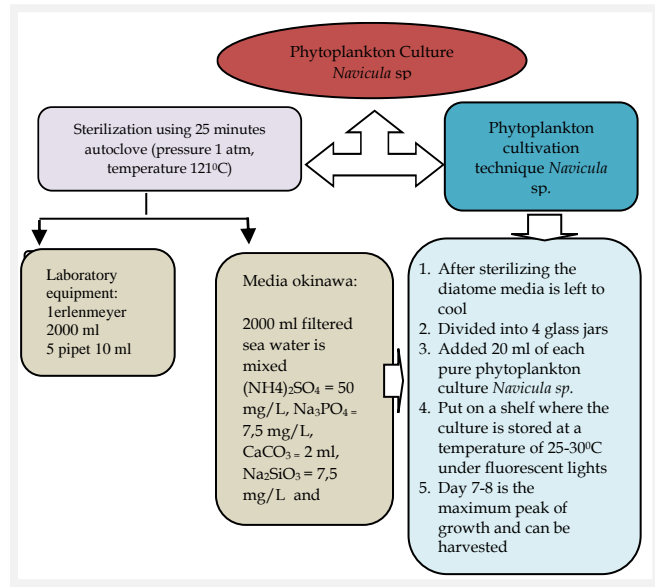 Phytoplankton Culture
Navicula sp
Sterilization using 25 minutes
autoclove (pressure 1 atm,
temperature 121⁰C)
Phytoplankton
cultivation
technique Navicula
sp.
Laboratory
equipment:
1erlenmeyer
2000 ml
5 pipet 10 ml
Media okinawa:
2000 ml filtered
sea water is
mixed
(NH4)₂SO₄ = 50
mg/L, Na₃PO₄ =
7,5 mg/L,
CaCO₃ = 2 ml,
Na₂SiO₃ = 7,5
mg/L and
1. After sterilizing the
diatome media is left to
cool
2. Divided into 4 glass jars
3. Added 20 ml of each
pure phytoplankton
culture Navicula sp.
4. Put on a shelf where the
culture is stored at a
temperature of 25-30⁰C
under fluorescent lights
5. Day 7-8 is the
maximum peak of
growth and can be
harvested